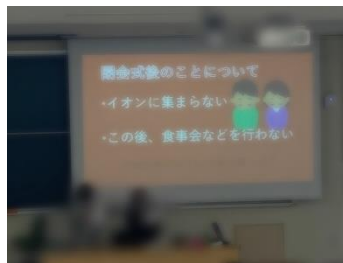 閉会式後のことについて
・イオンに集まらない
・この後、食事会などを行わない